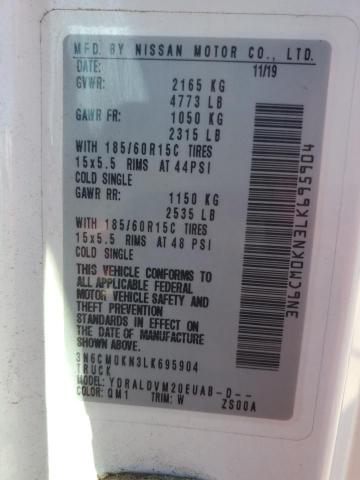 MFD. BY NISSAN MOTOR CO., LTD.
DATE: 11/19
GVWR: 2165 KG
4773 LB
GAWR FR: 1050 KG
2315 LB
WITH 185/60R15C TIRES
15x5.5 RIMS AT 44PSI
COLD SINGLE
GAWR RR: 1150 KG
2535 LB
WITH 185/60R15C TIRES
15x5.5 RIMS AT 48 PSI
COLD SINGLE
THIS VEHICLE CONFORMS TO
ALL APPLICABLE FEDERAL
MOTOR VEHICLE SAFETY AND
THEFT PREVENTION
STANDARDS IN EFFECT ON THE
DATE OF MANUFACTURE
SHOWN ABOVE.
3N6CM0KN3LK695904
TRUCK
MODEL: YDRALDVM20EUAB-D--
COLOR: QM1 TRIM: W ZS00A
3N6CM0KN3LK695904